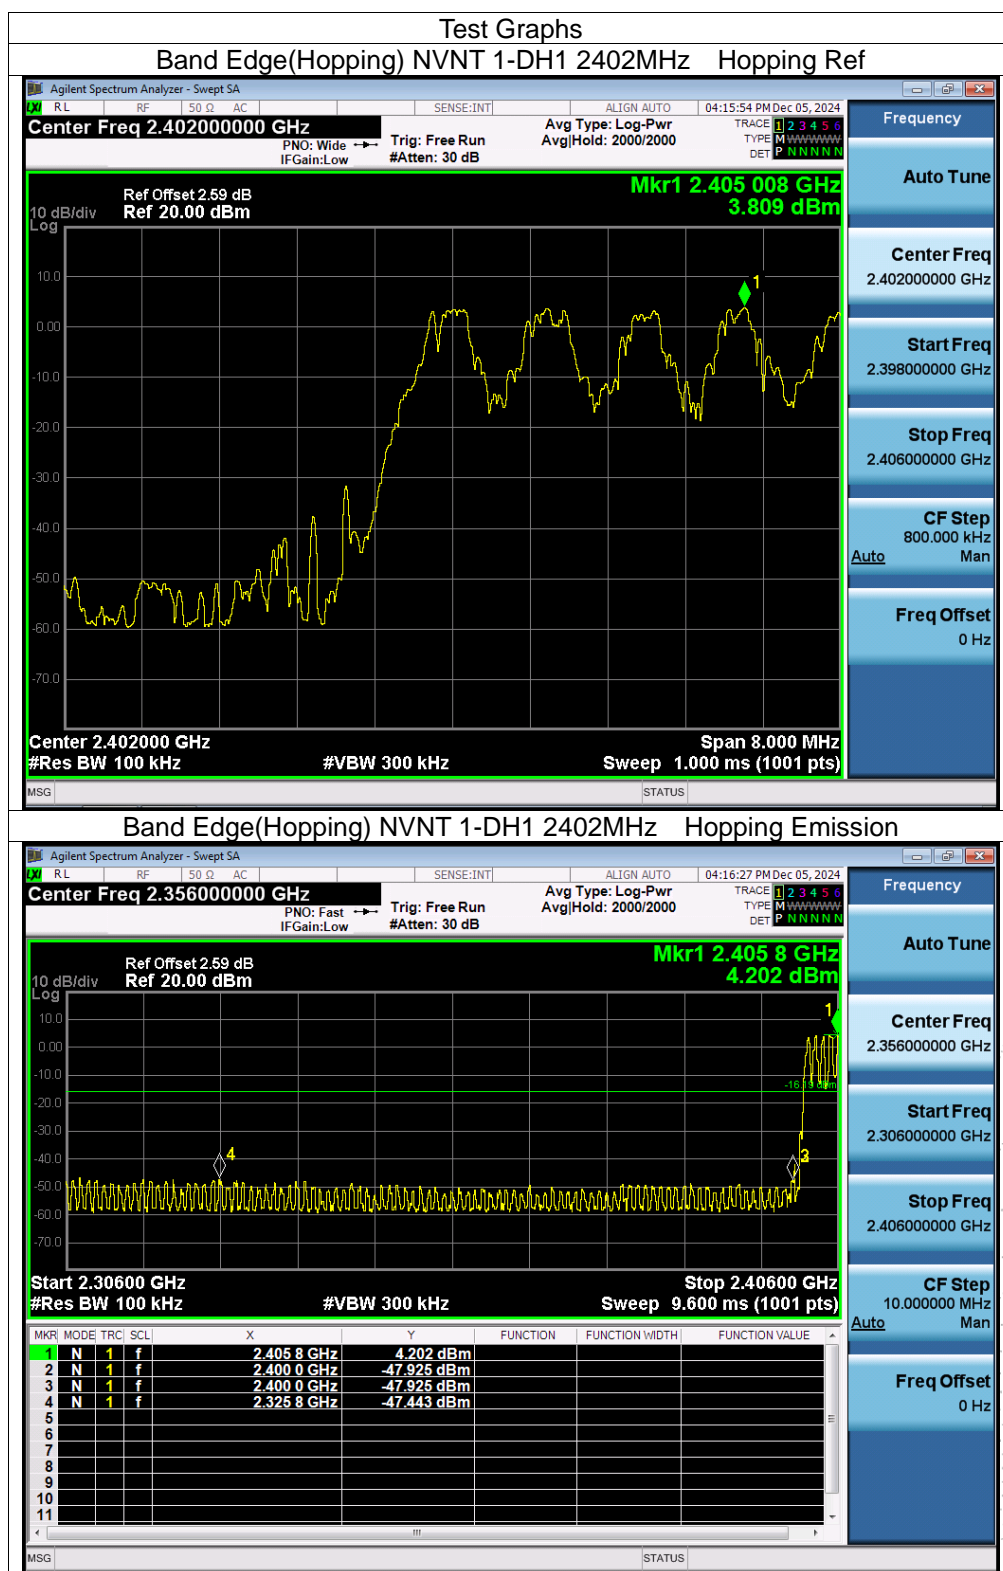 Test Graphs
Band Edge(Hopping) NVNT 1-DH1 2402MHz Hopping Ref
Agilent Spectrum Analyzer - Swept SA
LXI RL RF 50 Ω AC SENSE:INT ALIGN AUTO 04:15:54 PM Dec 05, 2024
Center Freq 2.402000000 GHz Avg Type: Log-Pwr TRACE 1 2 3 4 5 6
PNO: Wide Trig: Free Run Avg|Hold: 2000/2000 TYPE M WWWWW
IFGain:Low #Atten: 30 dB DET P N N N N N
Mkr1 2.405 008 GHz
3.809 dBm
Ref Offset 2.59 dB
10 dB/div Ref 20.00 dBm
Log
10.0
0.00
-10.0
-20.0
-30.0
-40.0
-50.0
-60.0
-70.0
1
Center 2.402000 GHz Span 8.000 MHz
#Res BW 100 kHz #VBW 300 kHz Sweep 1.000 ms (1001 pts)
MSG STATUS
Frequency
Auto Tune
Center Freq
2.402000000 GHz
Start Freq
2.398000000 GHz
Stop Freq
2.406000000 GHz
CF Step
800.000 kHz
Auto Man
Freq Offset
0 Hz
Band Edge(Hopping) NVNT 1-DH1 2402MHz Hopping Emission
Agilent Spectrum Analyzer - Swept SA
LXI RL RF 50 Ω AC SENSE:INT ALIGN AUTO 04:16:27 PM Dec 05, 2024
Center Freq 2.356000000 GHz Avg Type: Log-Pwr TRACE 1 2 3 4 5 6
PNO: Fast Trig: Free Run Avg|Hold: 2000/2000 TYPE M WWWWW
IFGain:Low #Atten: 30 dB DET P N N N N N
Mkr1 2.405 8 GHz
4.202 dBm
Ref Offset 2.59 dB
10 dB/div Ref 20.00 dBm
Log
10.0
0.00
-10.0
-20.0
-30.0
-40.0
-50.0
-60.0
-70.0
1
-16.19 dBm
4
3
Start 2.30600 GHz Stop 2.40600 GHz
#Res BW 100 kHz #VBW 300 kHz Sweep 9.600 ms (1001 pts)
MKR MODE TRC SCL X Y FUNCTION FUNCTION WIDTH FUNCTION VALUE
1 N 1 f 2.405 8 GHz 4.202 dBm
2 N 1 f 2.400 0 GHz -47.925 dBm
3 N 1 f 2.400 0 GHz -47.925 dBm
4 N 1 f 2.325 8 GHz -47.443 dBm
5
6
7
8
9
10
11
MSG STATUS
Frequency
Auto Tune
Center Freq
2.356000000 GHz
Start Freq
2.306000000 GHz
Stop Freq
2.406000000 GHz
CF Step
10.000000 MHz
Auto Man
Freq Offset
0 Hz